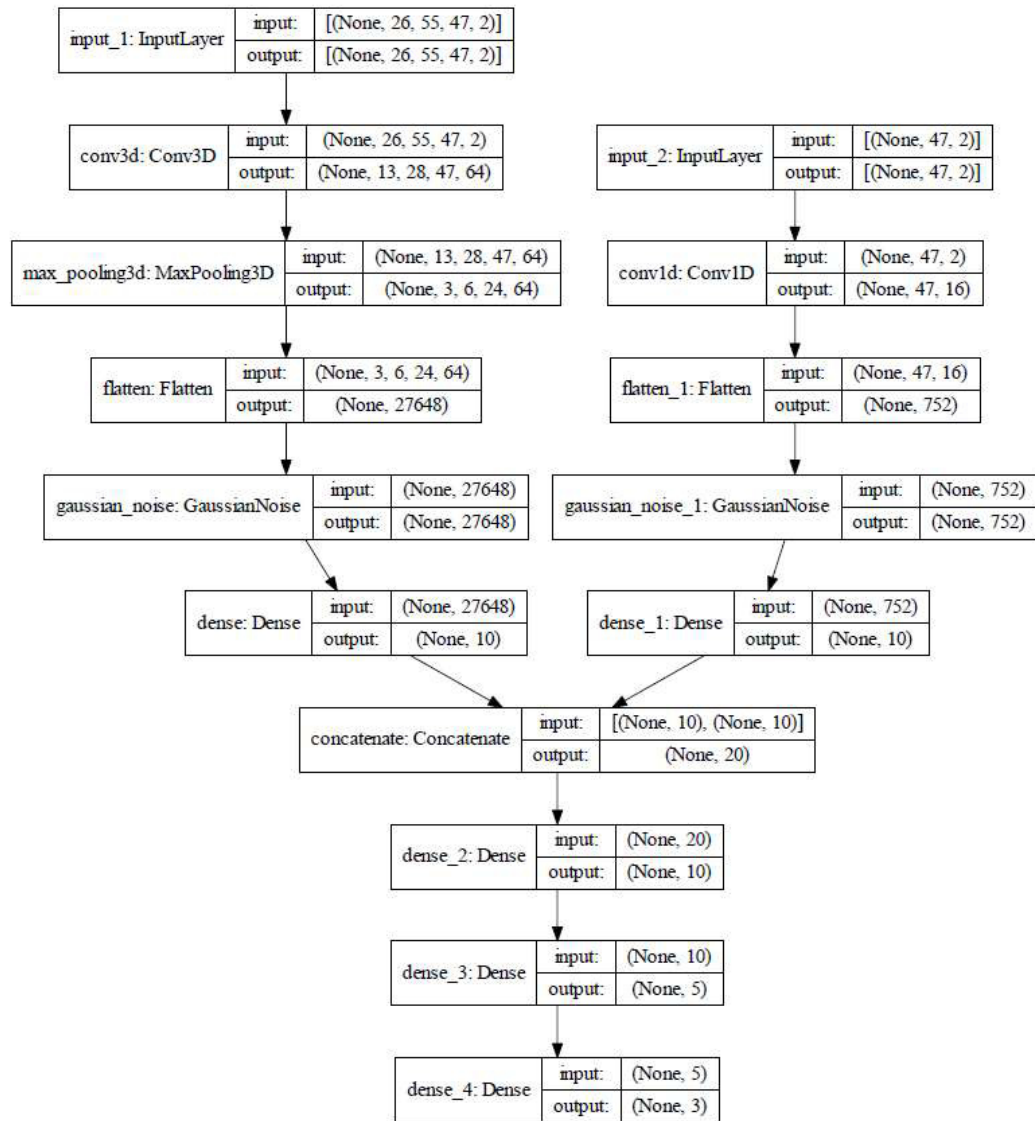 input_1: InputLayer
input: [(None, 26, 55, 47, 2)]
output: [(None, 26, 55, 47, 2)]
conv3d: Conv3D
input: (None, 26, 55, 47, 2)
output: (None, 13, 28, 47, 64)
input_2: InputLayer
input: [(None, 47, 2)]
output: [(None, 47, 2)]
max_pooling3d: MaxPooling3D
input: (None, 13, 28, 47, 64)
output: (None, 3, 6, 24, 64)
conv1d: Conv1D
input: (None, 47, 2)
output: (None, 47, 16)
flatten: Flatten
input: (None, 3, 6, 24, 64)
output: (None, 27648)
flatten_1: Flatten
input: (None, 47, 16)
output: (None, 752)
gaussian_noise: GaussianNoise
input: (None, 27648)
output: (None, 27648)
gaussian_noise_1: GaussianNoise
input: (None, 752)
output: (None, 752)
dense: Dense
input: (None, 27648)
output: (None, 10)
dense_1: Dense
input: (None, 752)
output: (None, 10)
concatenate: Concatenate
input: [(None, 10), (None, 10)]
output: (None, 20)
dense_2: Dense
input: (None, 20)
output: (None, 10)
dense_3: Dense
input: (None, 10)
output: (None, 5)
dense_4: Dense
input: (None, 5)
output: (None, 3)